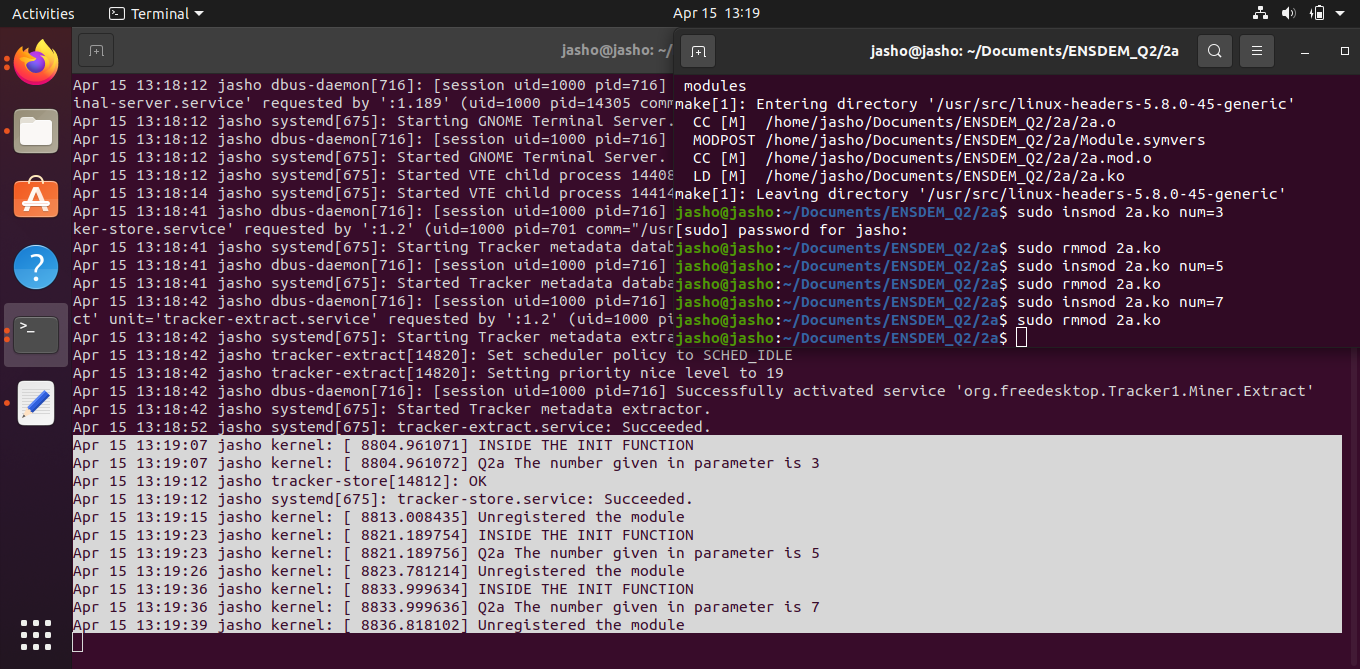 Activities
Terminal
Apr 15 13:19
jasho@jasho: ~/
Apr 15 13:18:12 jasho dbus-daemon[716]: [session uid=1000 pid=716]
inal-server.service' requested by ':1.189' (uid=1000 pid=14305 comm
Apr 15 13:18:12 jasho systemd[675]: Starting GNOME Terminal Server.
Apr 15 13:18:12 jasho dbus-daemon[716]: [session uid=1000 pid=716]
Apr 15 13:18:12 jasho systemd[675]: Started GNOME Terminal Server.
Apr 15 13:18:12 jasho systemd[675]: Started VTE child process 14408
Apr 15 13:18:14 jasho systemd[675]: Started VTE child process 14414
Apr 15 13:18:41 jasho dbus-daemon[716]: [session uid=1000 pid=716]
ker-store.service' requested by ':1.2' (uid=1000 pid=701 comm="/usr
Apr 15 13:18:41 jasho systemd[675]: Starting Tracker metadata datab
Apr 15 13:18:41 jasho dbus-daemon[716]: [session uid=1000 pid=716]
Apr 15 13:18:41 jasho systemd[675]: Started Tracker metadata databa
Apr 15 13:18:42 jasho dbus-daemon[716]: [session uid=1000 pid=716]
ct' unit='tracker-extract.service' requested by ':1.2' (uid=1000 pi
Apr 15 13:18:42 jasho systemd[675]: Starting Tracker metadata extra
Apr 15 13:18:42 jasho tracker-extract[14820]: Set scheduler policy to SCHED_IDLE
Apr 15 13:18:42 jasho tracker-extract[14820]: Setting priority nice level to 19
Apr 15 13:18:42 jasho dbus-daemon[716]: [session uid=1000 pid=716] Successfully activated service 'org.freedesktop.Tracker1.Miner.Extract'
Apr 15 13:18:42 jasho systemd[675]: Started Tracker metadata extractor.
Apr 15 13:18:52 jasho systemd[675]: tracker-extract.service: Succeeded.
Apr 15 13:19:07 jasho kernel: [ 8804.961071] INSIDE THE INIT FUNCTION
Apr 15 13:19:07 jasho kernel: [ 8804.961072] Q2a The number given in parameter is 3
Apr 15 13:19:12 jasho tracker-store[14812]: OK
Apr 15 13:19:12 jasho systemd[675]: tracker-store.service: Succeeded.
Apr 15 13:19:15 jasho kernel: [ 8813.008435] Unregistered the module
Apr 15 13:19:23 jasho kernel: [ 8821.189754] INSIDE THE INIT FUNCTION
Apr 15 13:19:23 jasho kernel: [ 8821.189756] Q2a The number given in parameter is 5
Apr 15 13:19:26 jasho kernel: [ 8823.781214] Unregistered the module
Apr 15 13:19:36 jasho kernel: [ 8833.999634] INSIDE THE INIT FUNCTION
Apr 15 13:19:36 jasho kernel: [ 8833.999636] Q2a The number given in parameter is 7
Apr 15 13:19:39 jasho kernel: [ 8836.818102] Unregistered the module
jasho@jasho: ~/Documents/ENSDEM_Q2/2a
modules
make[1]: Entering directory '/usr/src/linux-headers-5.8.0-45-generic'
CC [M]  /home/jasho/Documents/ENSDEM_Q2/2a/2a.o
MODPOST /home/jasho/Documents/ENSDEM_Q2/2a/Module.symvers
CC [M]  /home/jasho/Documents/ENSDEM_Q2/2a/2a.mod.o
LD [M]  /home/jasho/Documents/ENSDEM_Q2/2a/2a.ko
make[1]: Leaving directory '/usr/src/linux-headers-5.8.0-45-generic'
jasho@jasho:~/Documents/ENSDEM_Q2/2a$ sudo insmod 2a.ko num=3
[sudo] password for jasho:
jasho@jasho:~/Documents/ENSDEM_Q2/2a$ sudo rmmod 2a.ko
jasho@jasho:~/Documents/ENSDEM_Q2/2a$ sudo insmod 2a.ko num=5
jasho@jasho:~/Documents/ENSDEM_Q2/2a$ sudo rmmod 2a.ko
jasho@jasho:~/Documents/ENSDEM_Q2/2a$ sudo insmod 2a.ko num=7
jasho@jasho:~/Documents/ENSDEM_Q2/2a$ sudo rmmod 2a.ko
jasho@jasho:~/Documents/ENSDEM_Q2/2a$